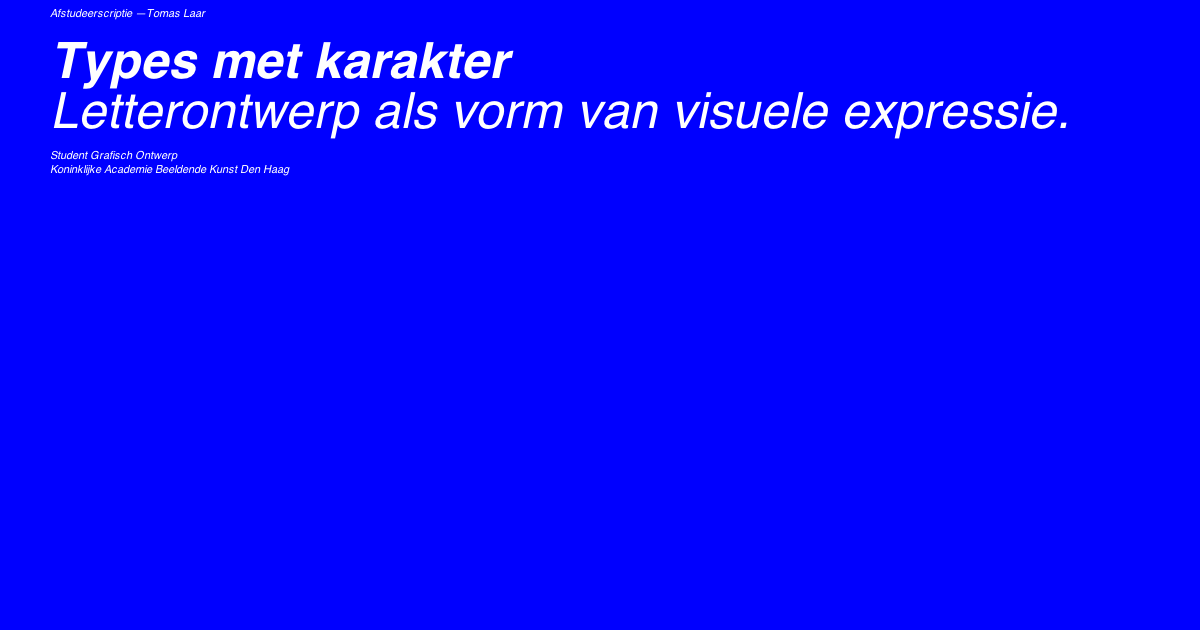 Afstudeerscriptie —Tomas Laar
Types met karakter
Letterontwerp als vorm van visuele expressie.
Student Grafisch Ontwerp
Koninklijke Academie Beeldende Kunst Den Haag